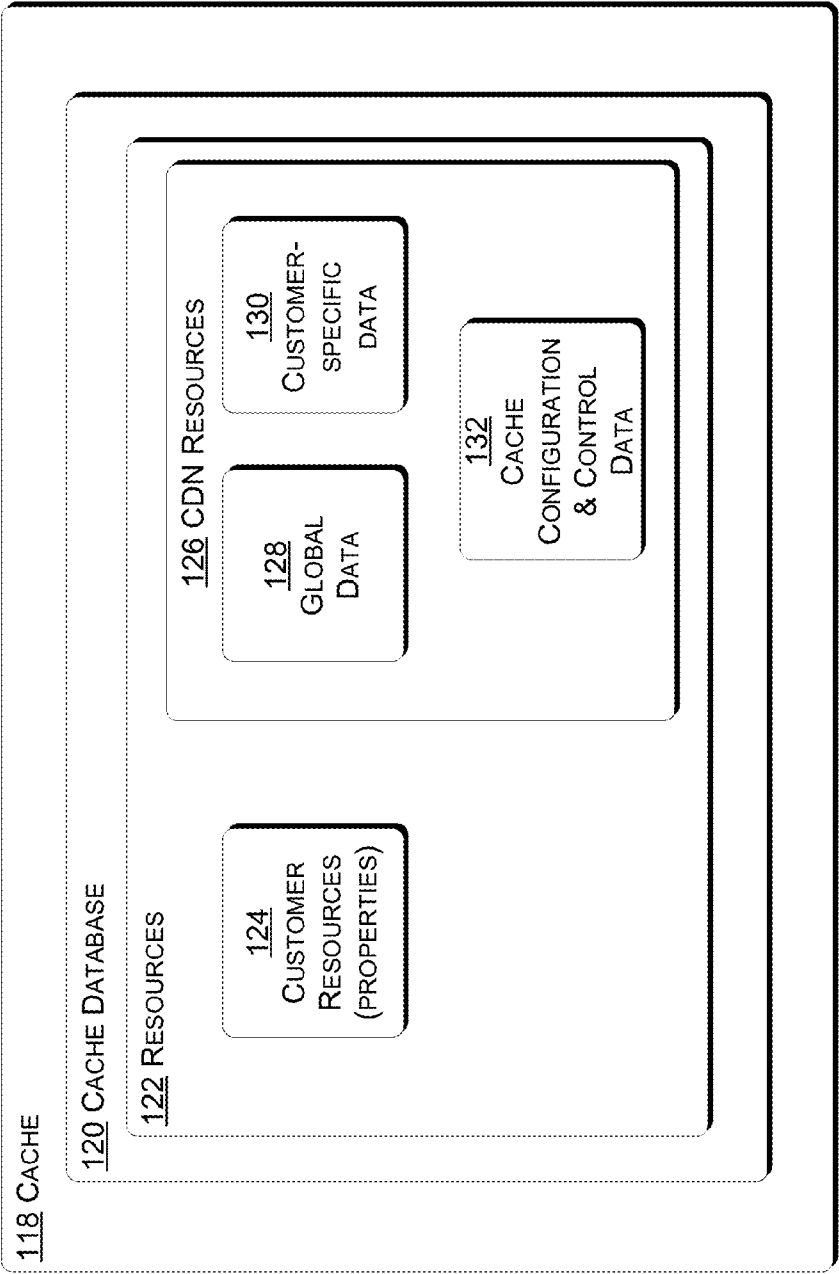 118 CACHE
120 CACHE DATABASE
122 RESOURCES
124
CUSTOMER
RESOURCES
(PROPERTIES)
126 CDN RESOURCES
128
GLOBAL
DATA
130
CUSTOMER-
SPECIFIC
DATA
132
CACHE
CONFIGURATION
& CONTROL
DATA